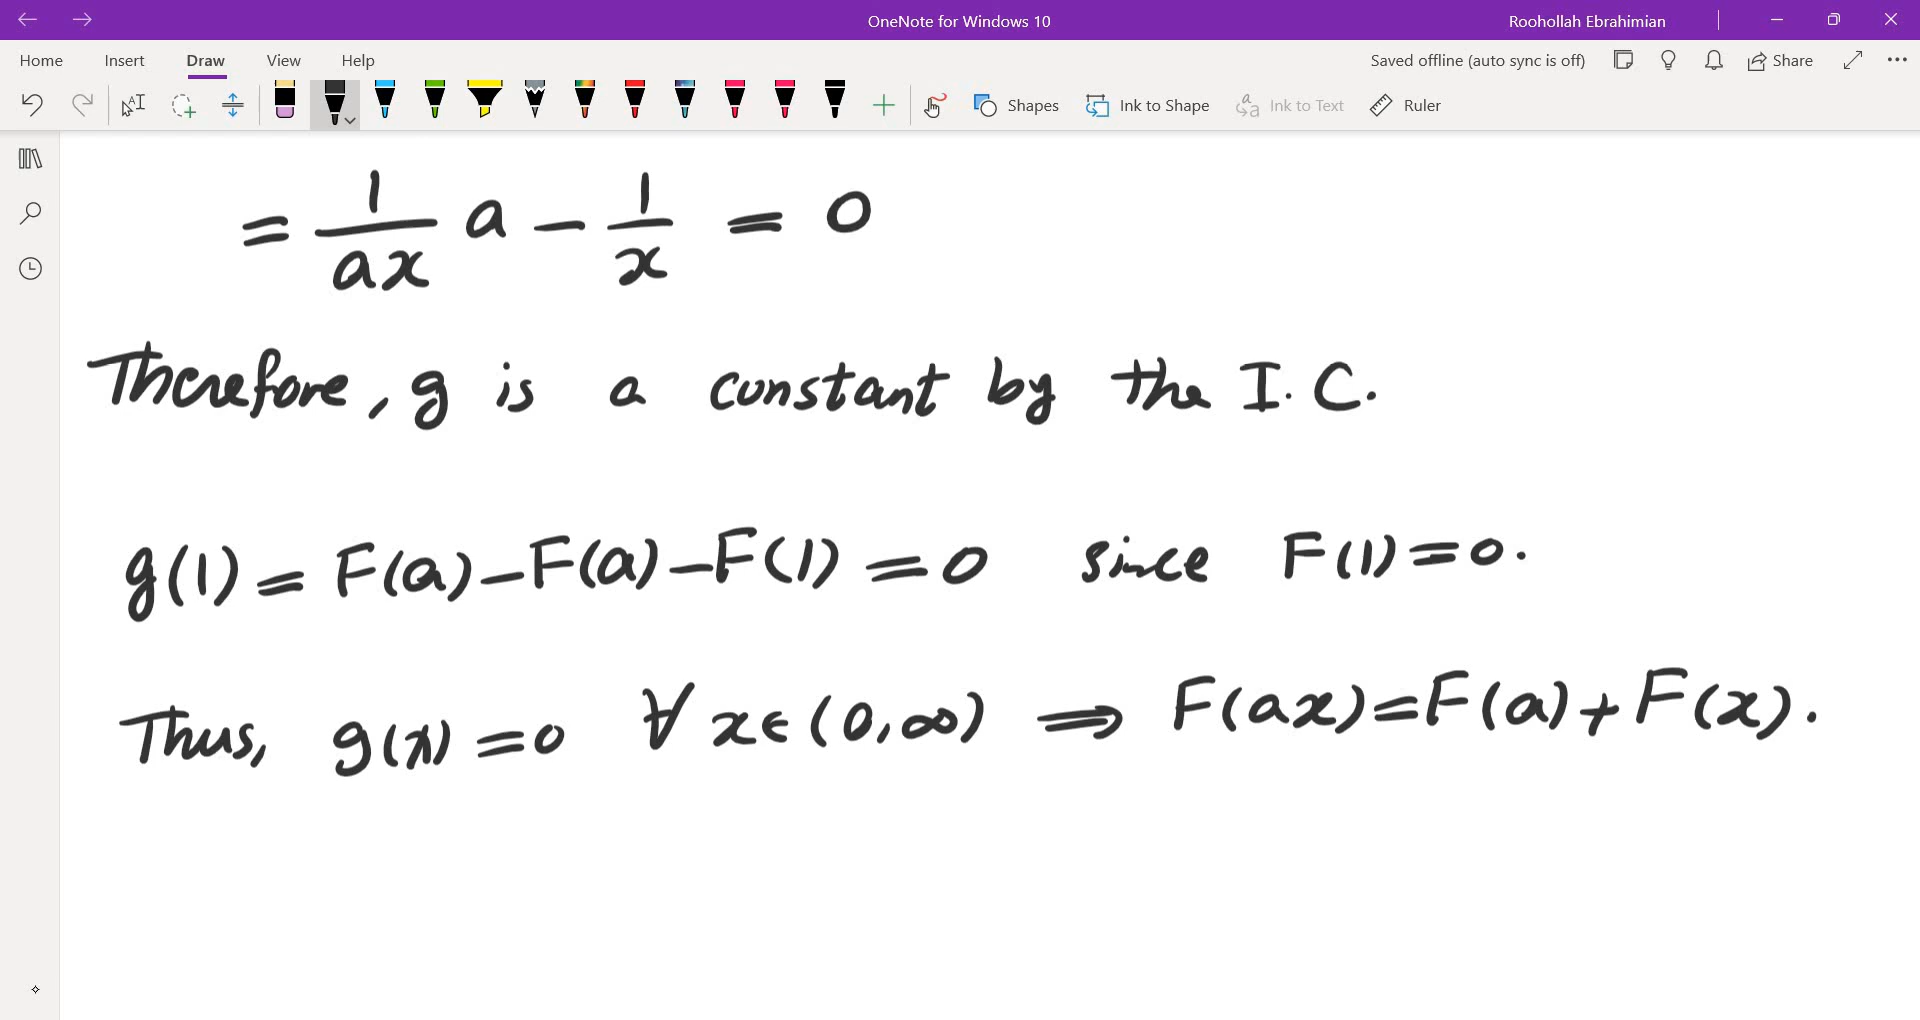 OneNote for Windows 10
Roohollah Ebrahimian
Home Insert Draw View Help
Saved offline (auto sync is off) Share
Shapes Ink to Shape Ink to Text Ruler
= 1/(ax) a − 1/x = 0
Therefore, g is a constant by the I.C.
g(1) = F(a) − F(a) − F(1) = 0 since F(1) = 0.
Thus, g(x) = 0 ∀ x ∈ (0, ∞) ⟹ F(ax) = F(a) + F(x).